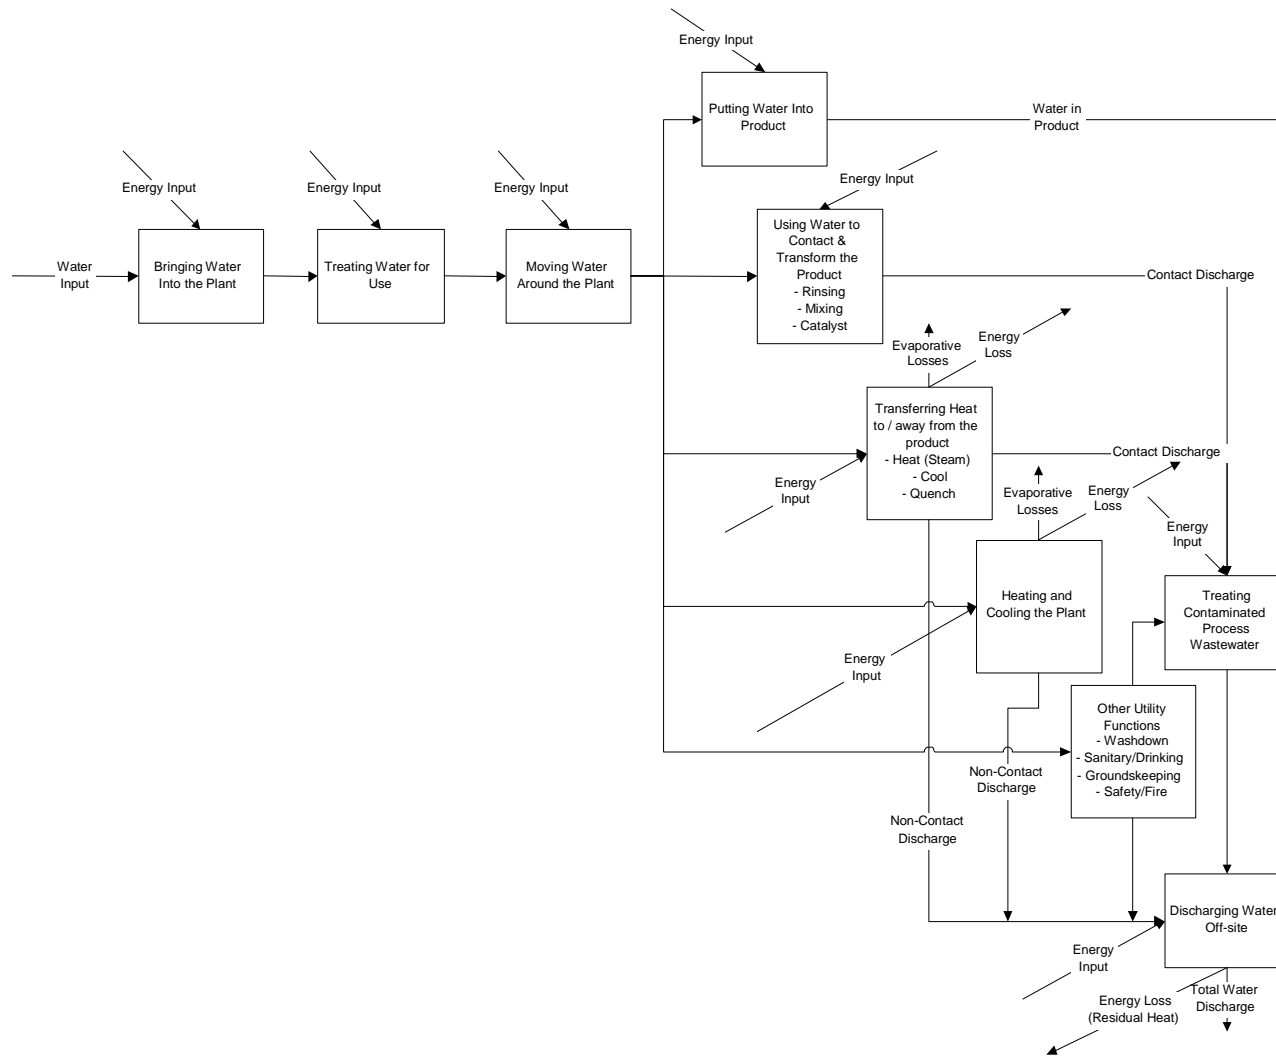 Energy Input
Putting Water Into
Product
Water in
Product
Energy Input
Energy Input
Energy Input
Energy Input
Water
Input
Bringing Water
Into the Plant
Treating Water for
Use
Moving Water
Around the Plant
Using Water to
Contact &
Transform the
Product
- Rinsing
- Mixing
- Catalyst
Contact Discharge
Evaporative
Losses
Energy
Loss
Transferring Heat
to / away from the
product
- Heat (Steam)
- Cool
- Quench
Contact Discharge
Energy
Input
Evaporative
Losses
Energy
Loss
Energy
Input
Heating and
Cooling the Plant
Treating
Contaminated
Process
Wastewater
Energy
Input
Other Utility
Functions
- Washdown
- Sanitary/Drinking
- Groundskeeping
- Safety/Fire
Non-Contact
Discharge
Non-Contact
Discharge
Discharging Water
Off-site
Energy
Input
Energy Loss
(Residual Heat)
Total Water
Discharge